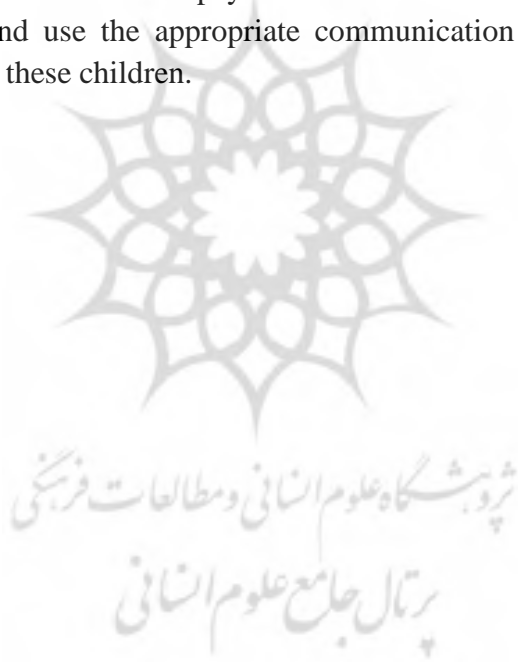 nd use the appropriate communication
these children.
پژوهشگاه علوم انسانی و مطالعات فرهنگی
پرتال جامع علوم انسانی